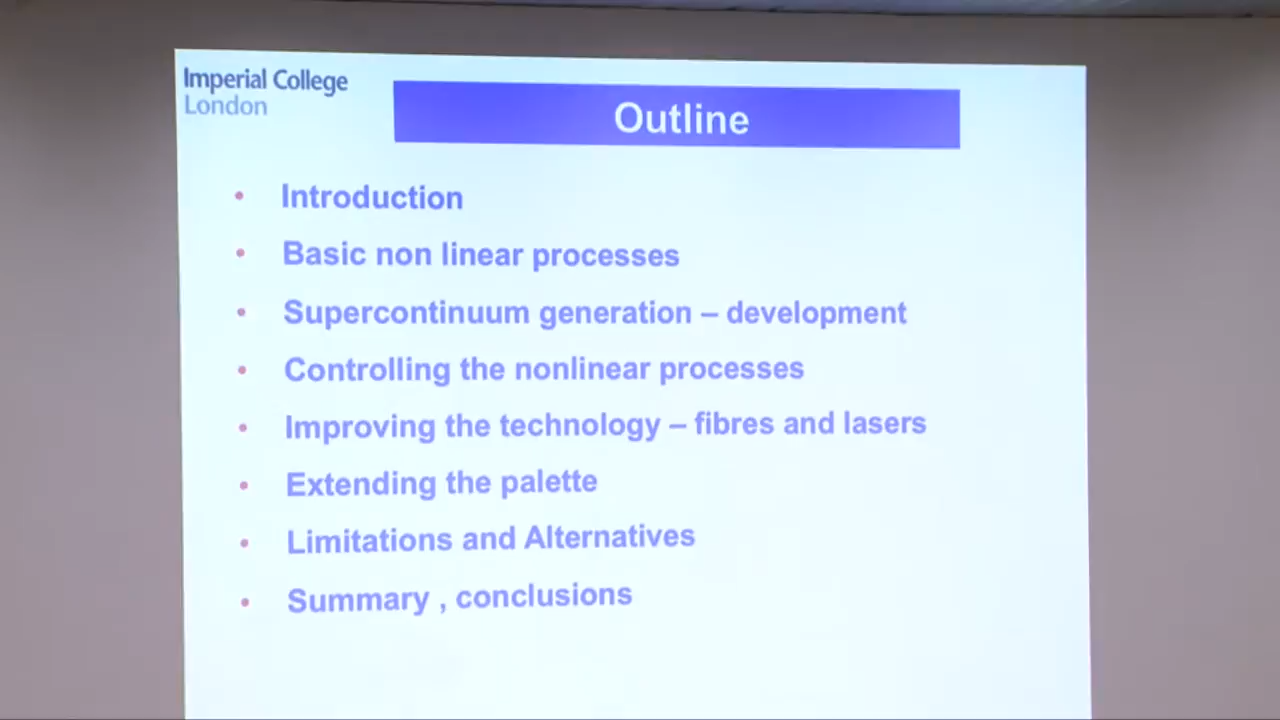 Imperial College
London
Outline
• Introduction
• Basic non linear processes
• Supercontinuum generation – development
• Controlling the nonlinear processes
• Improving the technology – fibres and lasers
• Extending the palette
• Limitations and Alternatives
• Summary , conclusions